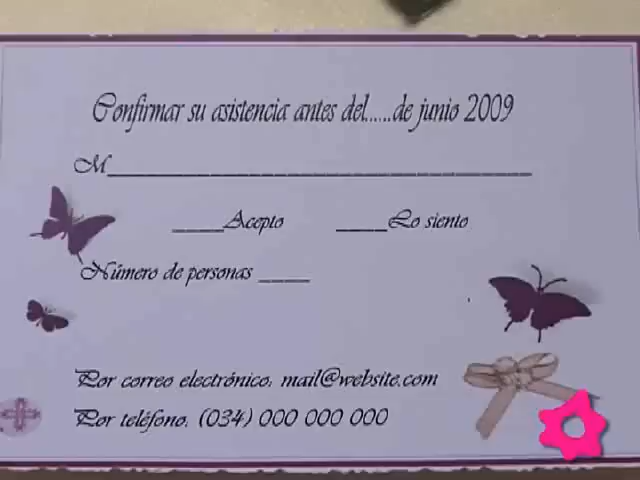 Confirmar su asistencia antes del......de junio 2009
M_________________________________
____Acepto ____Lo siento
Número de personas ____
Por correo electrónico: mail@website.com
Por teléfono: (034) 000 000 000